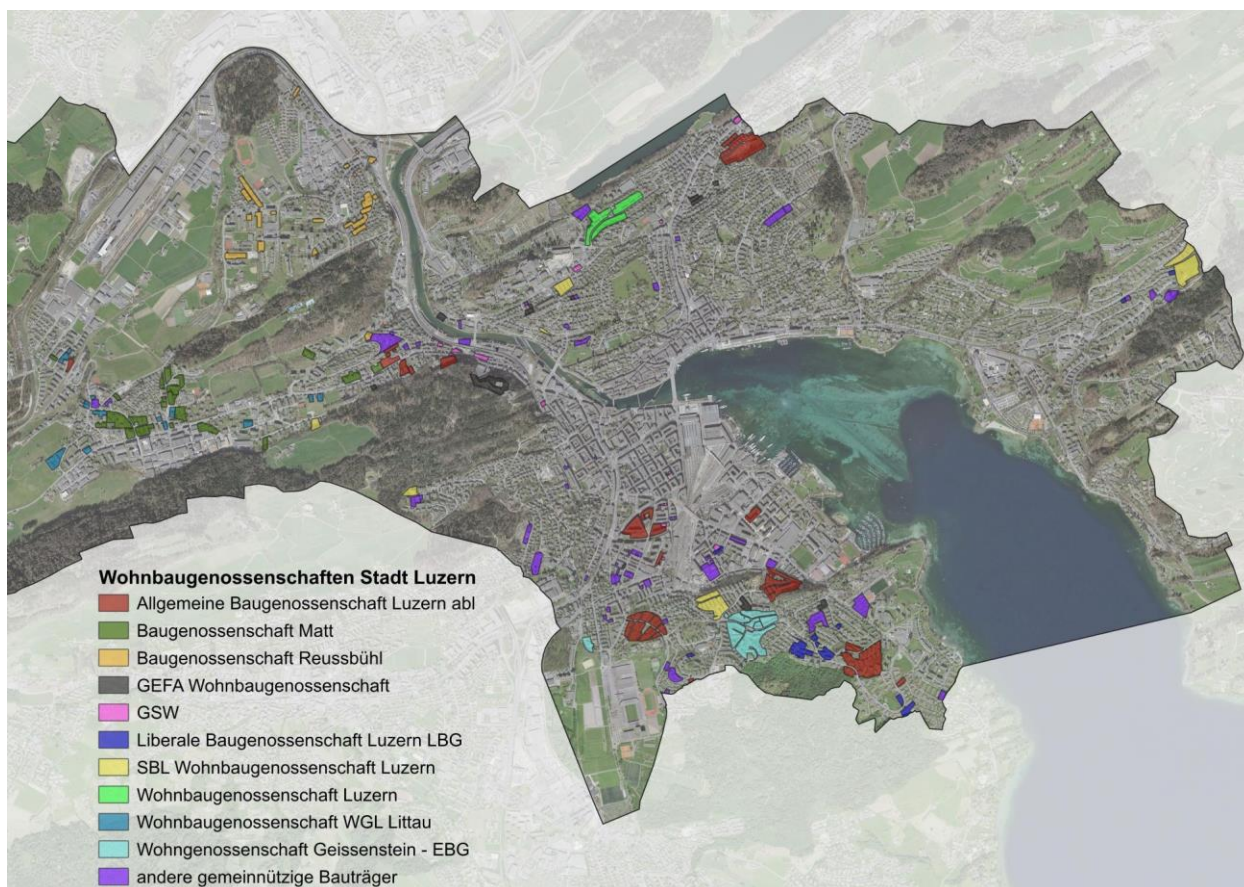 Wohnbaugenossenschaften Stadt Luzern
Allgemeine Baugenossenschaft Luzern abl
Baugenossenschaft Matt
Baugenossenschaft Reussbühl
GEFA Wohnbaugenossenschaft
GSW
Liberale Baugenossenschaft Luzern LBG
SBL Wohnbaugenossenschaft Luzern
Wohnbaugenossenschaft Luzern
Wohnbaugenossenschaft WGL Littau
Wohngenossenschaft Geissenstein - EBG
andere gemeinnützige Bauträger